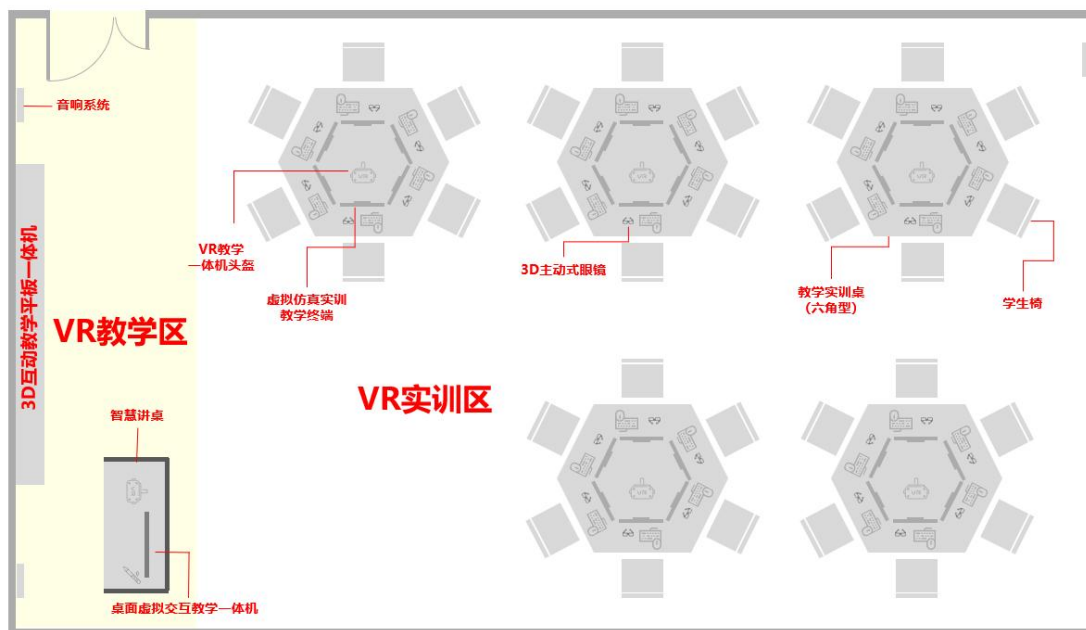 音响系统
3D互动教学平板一体机
VR教学区
智慧讲桌
桌面虚拟交互教学一体机
VR教学
一体机头盔
虚拟仿真实训
教学终端
3D主动式眼镜
教学实训桌
(六角型)
学生椅
VR实训区